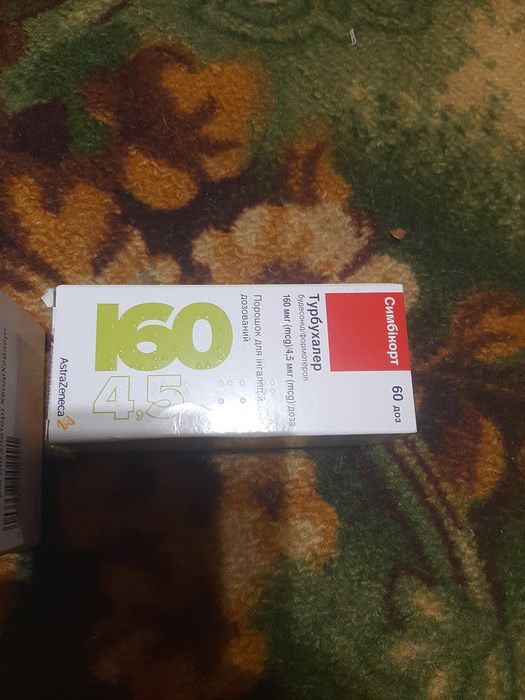 Симбікорт
60 доз
Турбухалер
будесонід/формотерол
160 мкг (mcg)/4,5 мкг (mcg)/доза
Порошок для інгаляцій
дозований
160
4,5
AstraZeneca